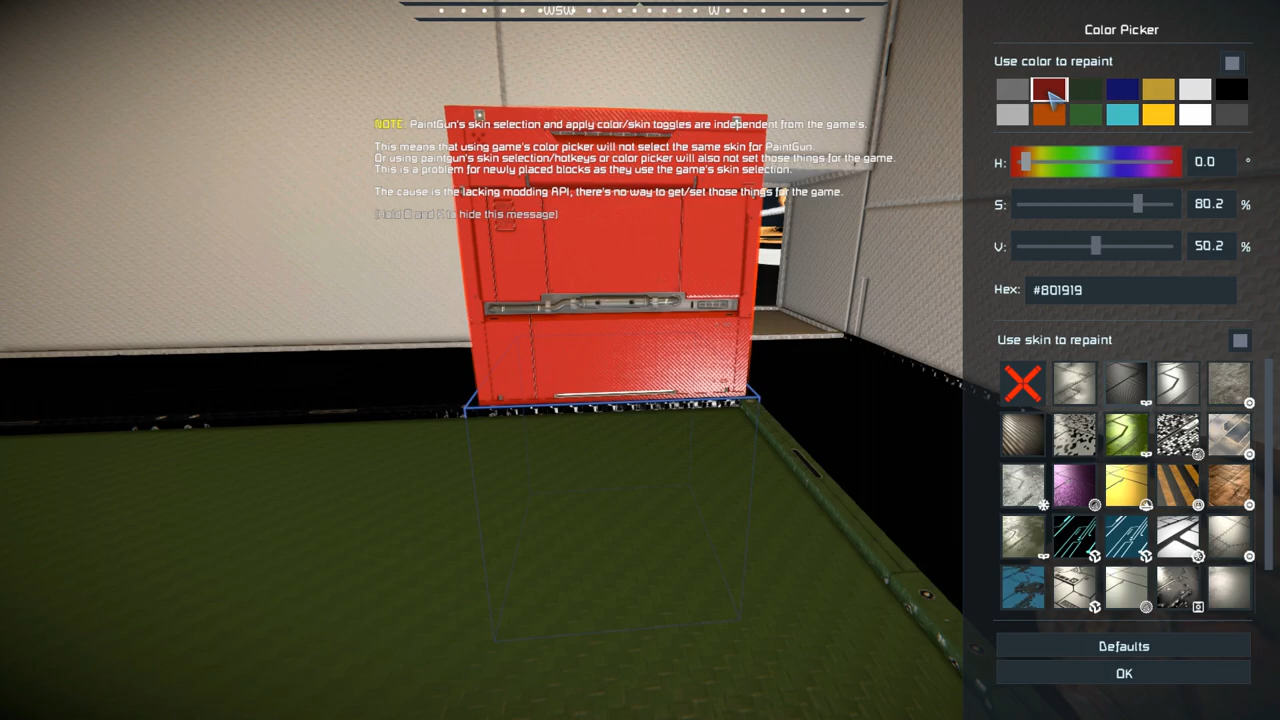 WSW W
Color Picker
Use color to repaint
H: 0.0 °
S: 80.2 %
V: 50.2 %
Hex: #801919
Use skin to repaint
Defaults
OK
NOTE: PaintGun's skin selection and apply color/skin toggles are independent from the game's.
This means that using game's color picker will not select the same skin for PaintGun.
Or using paintgun's skin selection/hotkeys or color picker will also not set those things for the game.
This is a problem for newly placed blocks as they use the game's skin selection.
The cause is the lacking modding API, there's no way to get/set those things for the game.
to hide this message)